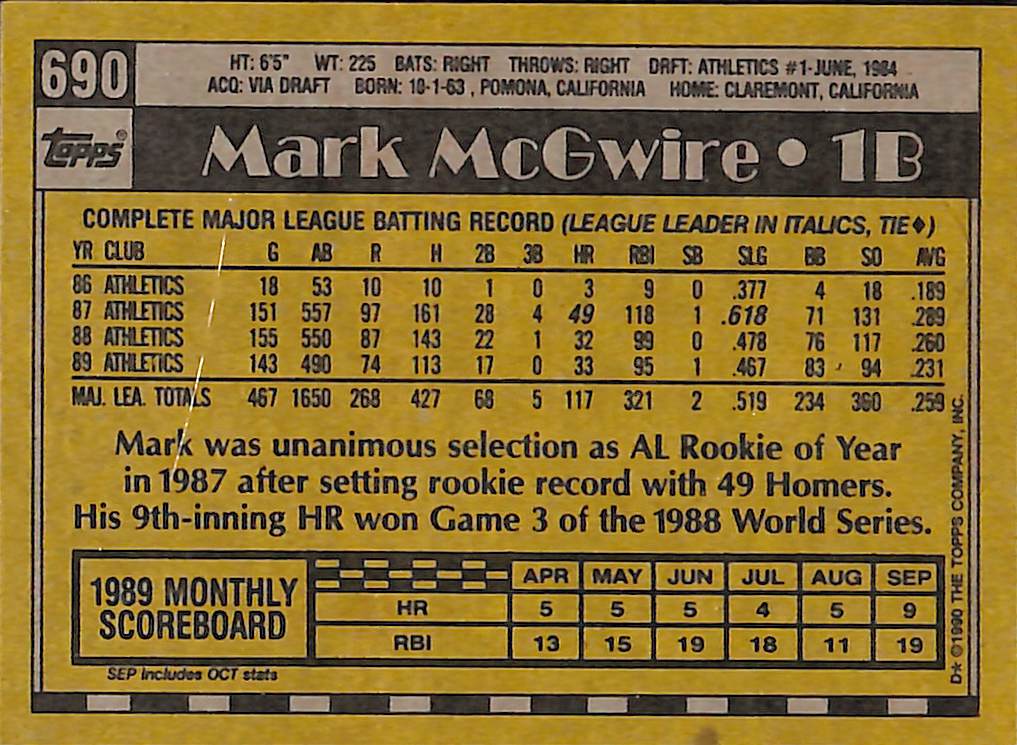 690
HT: 6'5" WT: 225 BATS: RIGHT THROWS: RIGHT DRFT: ATHLETICS #1-JUNE, 1984
ACQ: VIA DRAFT BORN: 10-1-63 , POMONA, CALIFORNIA HOME: CLAREMONT, CALIFORNIA
Topps®
Mark McGwire • 1B
COMPLETE MAJOR LEAGUE BATTING RECORD (LEAGUE LEADER IN ITALICS, TIE♦)
YR CLUB G AB R H 2B 3B HR RBI SB SLG BB SO AVG
86 ATHLETICS 18 53 10 10 1 0 3 9 0 .377 4 18 .189
87 ATHLETICS 151 557 97 161 28 4 49 118 1 .618 71 131 .289
88 ATHLETICS 155 550 87 143 22 1 32 99 0 .478 76 117 .260
89 ATHLETICS 143 490 74 113 17 0 33 95 1 .467 83 94 .231
MAJ. LEA. TOTALS 467 1650 268 427 68 5 117 321 2 .519 234 360 .259
Mark was unanimous selection as AL Rookie of Year
in 1987 after setting rookie record with 49 Homers.
His 9th-inning HR won Game 3 of the 1988 World Series.
1989 MONTHLY
SCOREBOARD
APR MAY JUN JUL AUG SEP
HR 5 5 5 4 5 9
RBI 13 15 19 18 11 19
SEP includes OCT stats
D* ©1990 THE TOPPS COMPANY, INC.